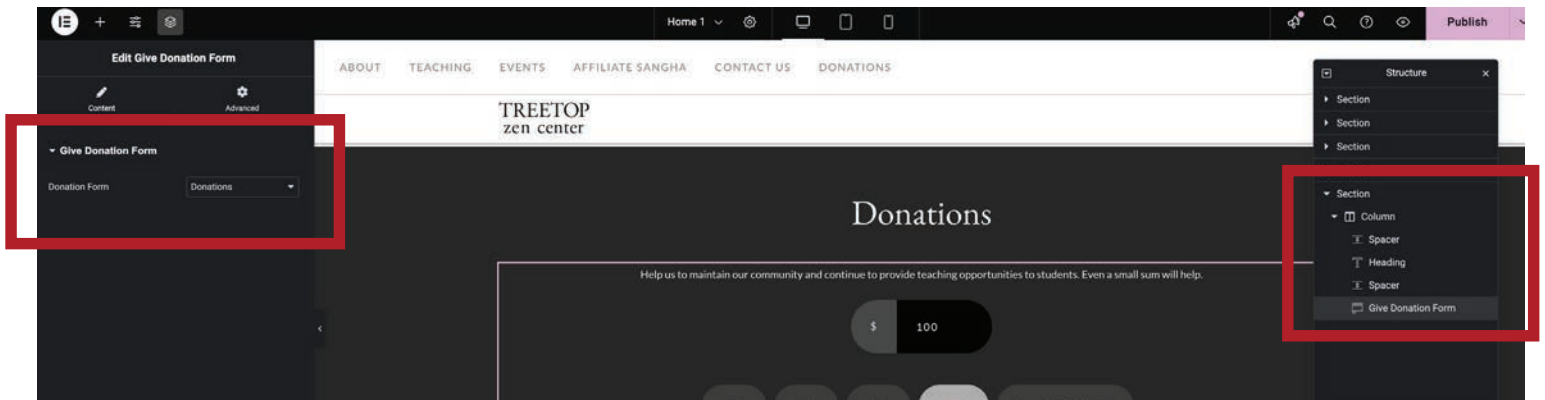 Home 1
Publish
Edit Give Donation Form
Content
Advanced
Give Donation Form
Donation Form
Donations
ABOUT
TEACHING
EVENTS
AFFILIATE SANGHA
CONTACT US
DONATIONS
TREETOP
zen center
Donations
Help us to maintain our community and continue to provide teaching opportunities to students. Even a small sum will help.
$ 100
Structure
Section
Section
Section
Section
Column
Spacer
Heading
Spacer
Give Donation Form